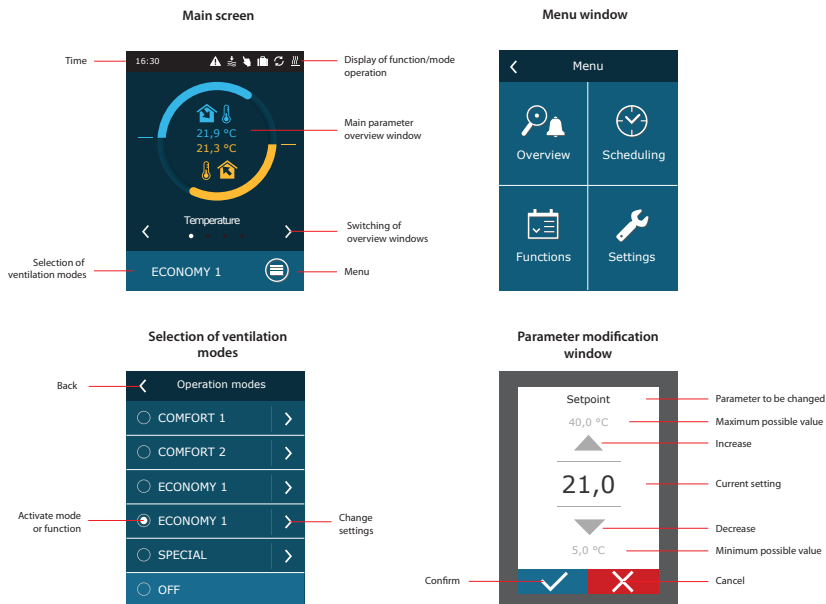 Main screen
Time
16:30
Display of function/mode
operation
21,9 °C
21,3 °C
Main parameter
overview window
Temperature
Switching of
overview windows
Selection of
ventilation modes
ECONOMY 1
Menu
Menu window
Menu
Overview
Scheduling
Functions
Settings
Selection of ventilation
modes
Back
Operation modes
COMFORT 1
COMFORT 2
ECONOMY 1
Activate mode
or function
ECONOMY 1
Change
settings
SPECIAL
OFF
Parameter modification
window
Setpoint
Parameter to be changed
40,0 °C
Maximum possible value
Increase
21,0
Current setting
Decrease
5,0 °C
Minimum possible value
Confirm
Cancel